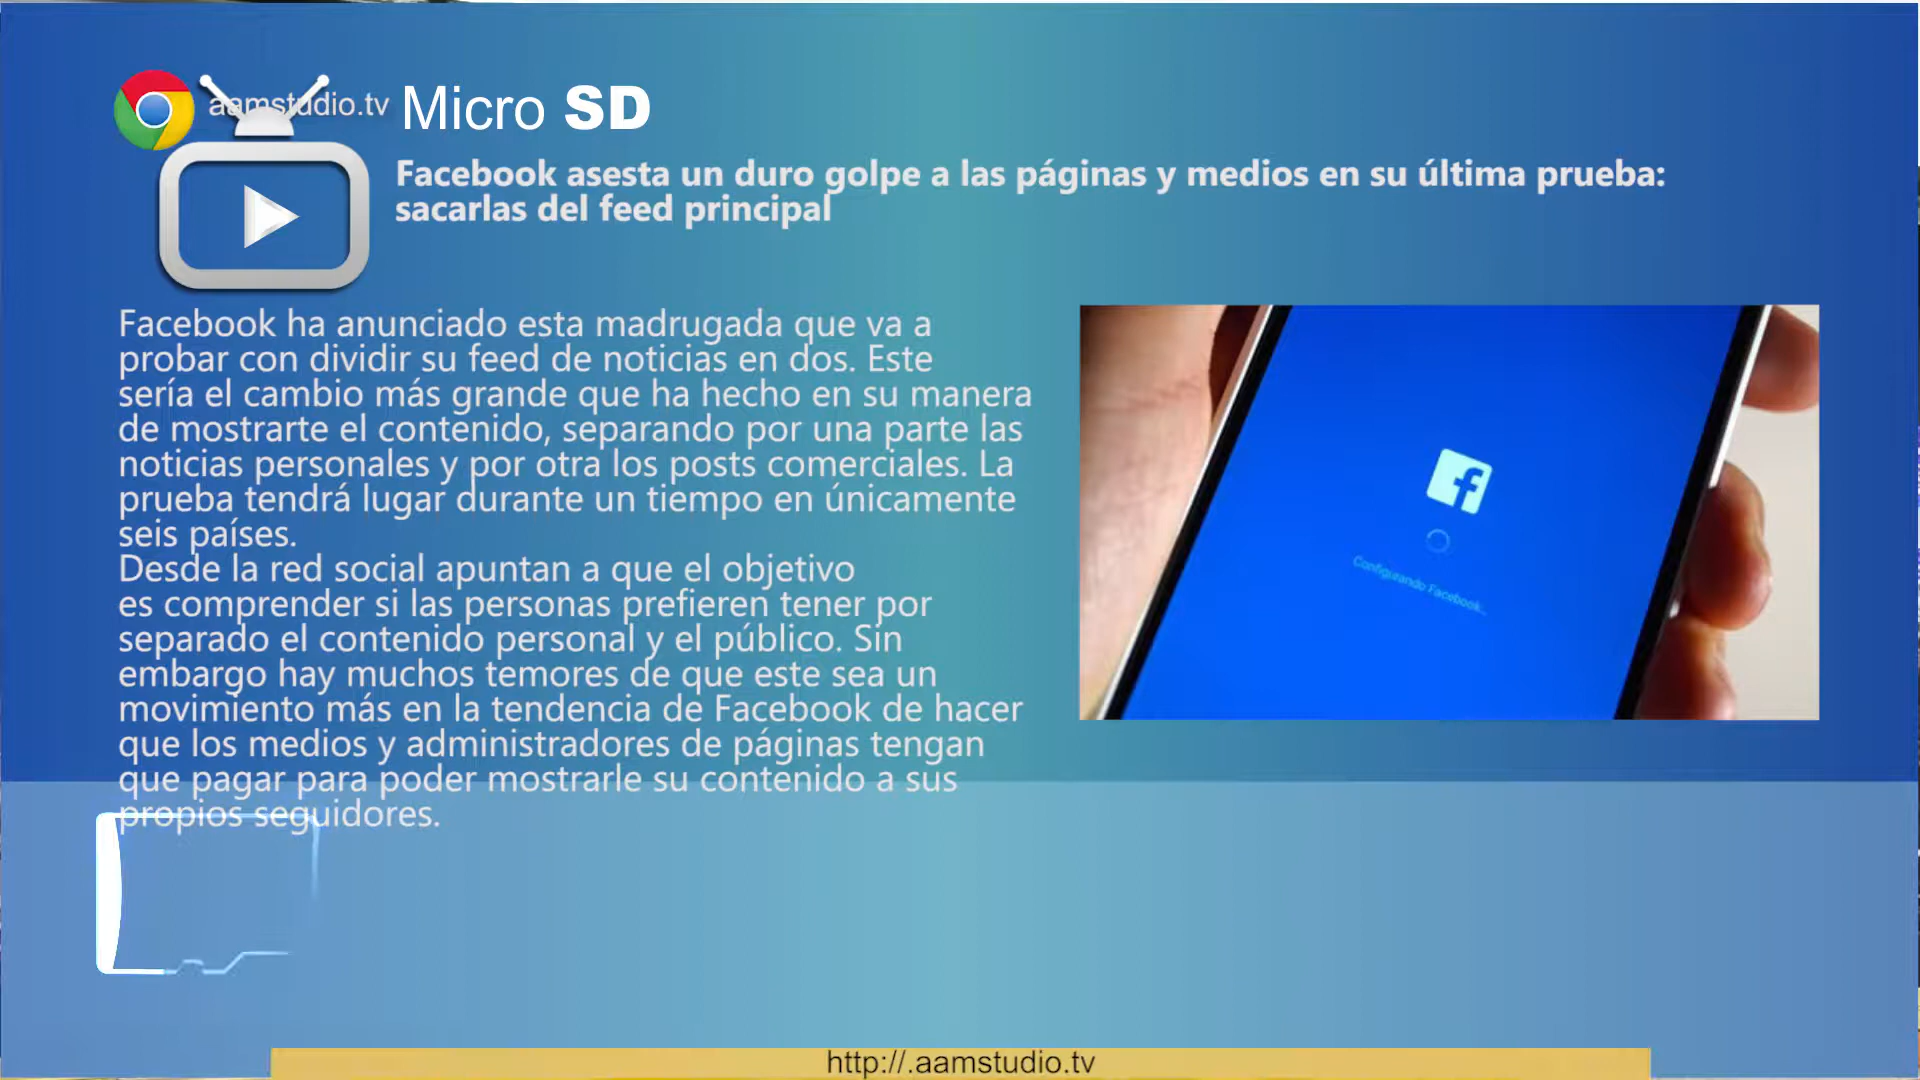 aamstudio.tv Micro SD
Facebook asesta un duro golpe a las páginas y medios en su última prueba:
sacarlas del feed principal
Facebook ha anunciado esta madrugada que va a
probar con dividir su feed de noticias en dos. Este
sería el cambio más grande que ha hecho en su manera
de mostrarte el contenido, separando por una parte las
noticias personales y por otra los posts comerciales. La
prueba tendrá lugar durante un tiempo en únicamente
seis países.
Desde la red social apuntan a que el objetivo
es comprender si las personas prefieren tener por
separado el contenido personal y el público. Sin
embargo hay muchos temores de que este sea un
movimiento más en la tendencia de Facebook de hacer
que los medios y administradores de páginas tengan
que pagar para poder mostrarle su contenido a sus
propios seguidores.
f
Configurando Facebook...
http://.aamstudio.tv